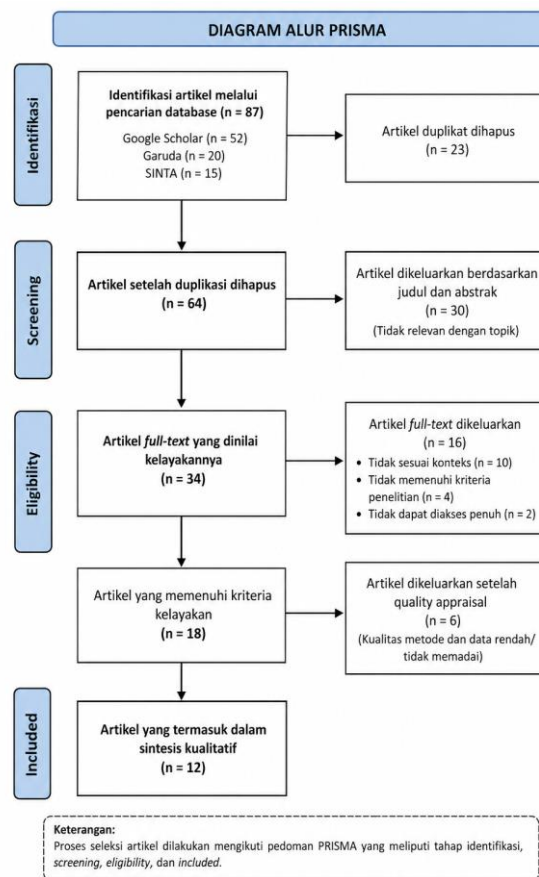 DIAGRAM ALUR PRISMA
Identifikasi
Identifikasi artikel melalui
pencarian database (n = 87)
Google Scholar (n = 52)
Garuda (n = 20)
SINTA (n = 15)
Artikel duplikat dihapus
(n = 23)
Screening
Artikel setelah duplikasi dihapus
(n = 64)
Artikel dikeluarkan berdasarkan
judul dan abstrak
(n = 30)
(Tidak relevan dengan topik)
Eligibility
Artikel full-text yang dinilai
kelayakannya
(n = 34)
Artikel full-text dikeluarkan
(n = 16)
• Tidak sesuai konteks (n = 10)
• Tidak memenuhi kriteria
penelitian (n = 4)
• Tidak dapat diakses penuh (n = 2)
Artikel yang memenuhi kriteria
kelayakan
(n = 18)
Artikel dikeluarkan setelah
quality appraisal
(n = 6)
(Kualitas metode dan data rendah/
tidak memadai)
Included
Artikel yang termasuk dalam
sintesis kualitatif
(n = 12)
Keterangan:
Proses seleksi artikel dilakukan mengikuti pedoman PRISMA yang meliputi tahap identifikasi,
screening, eligibility, dan included.